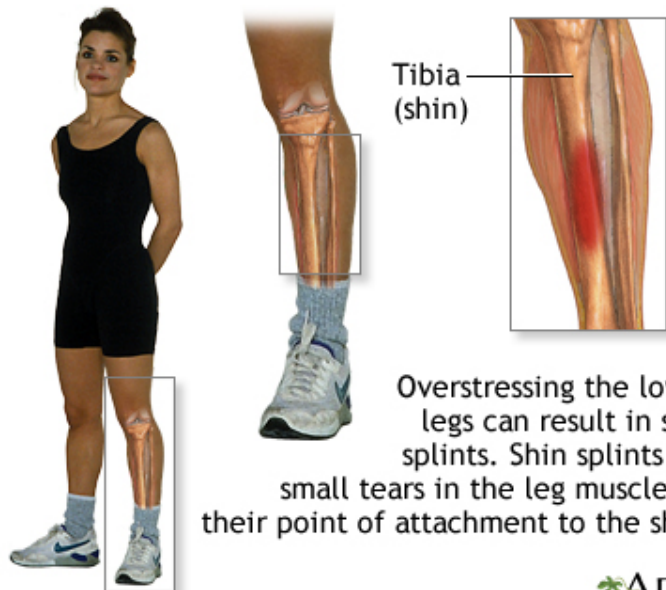 Tibia
(shin)
Overstressing the
legs can result in
splints. Shin splints
small tears in the leg muscle
their point of attachment to the